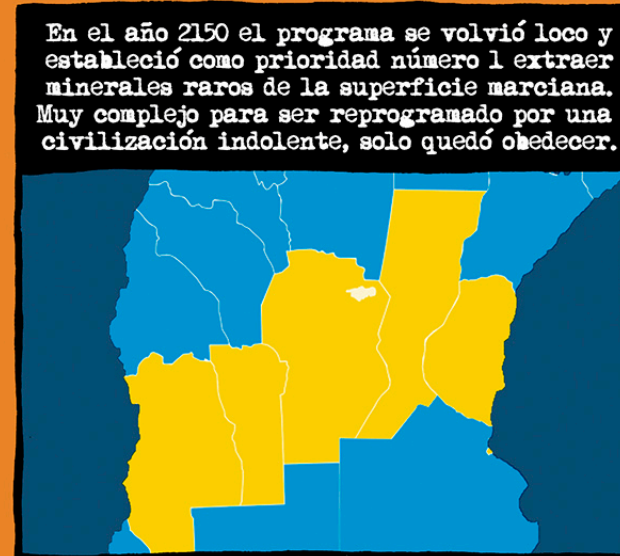 En el año 2150 el programa se volvió loco y
estableció como prioridad número 1 extraer
minerales raros de la superficie marciana.
Muy complejo para ser reprogramado por una
civilización indolente, solo quedó obedecer.